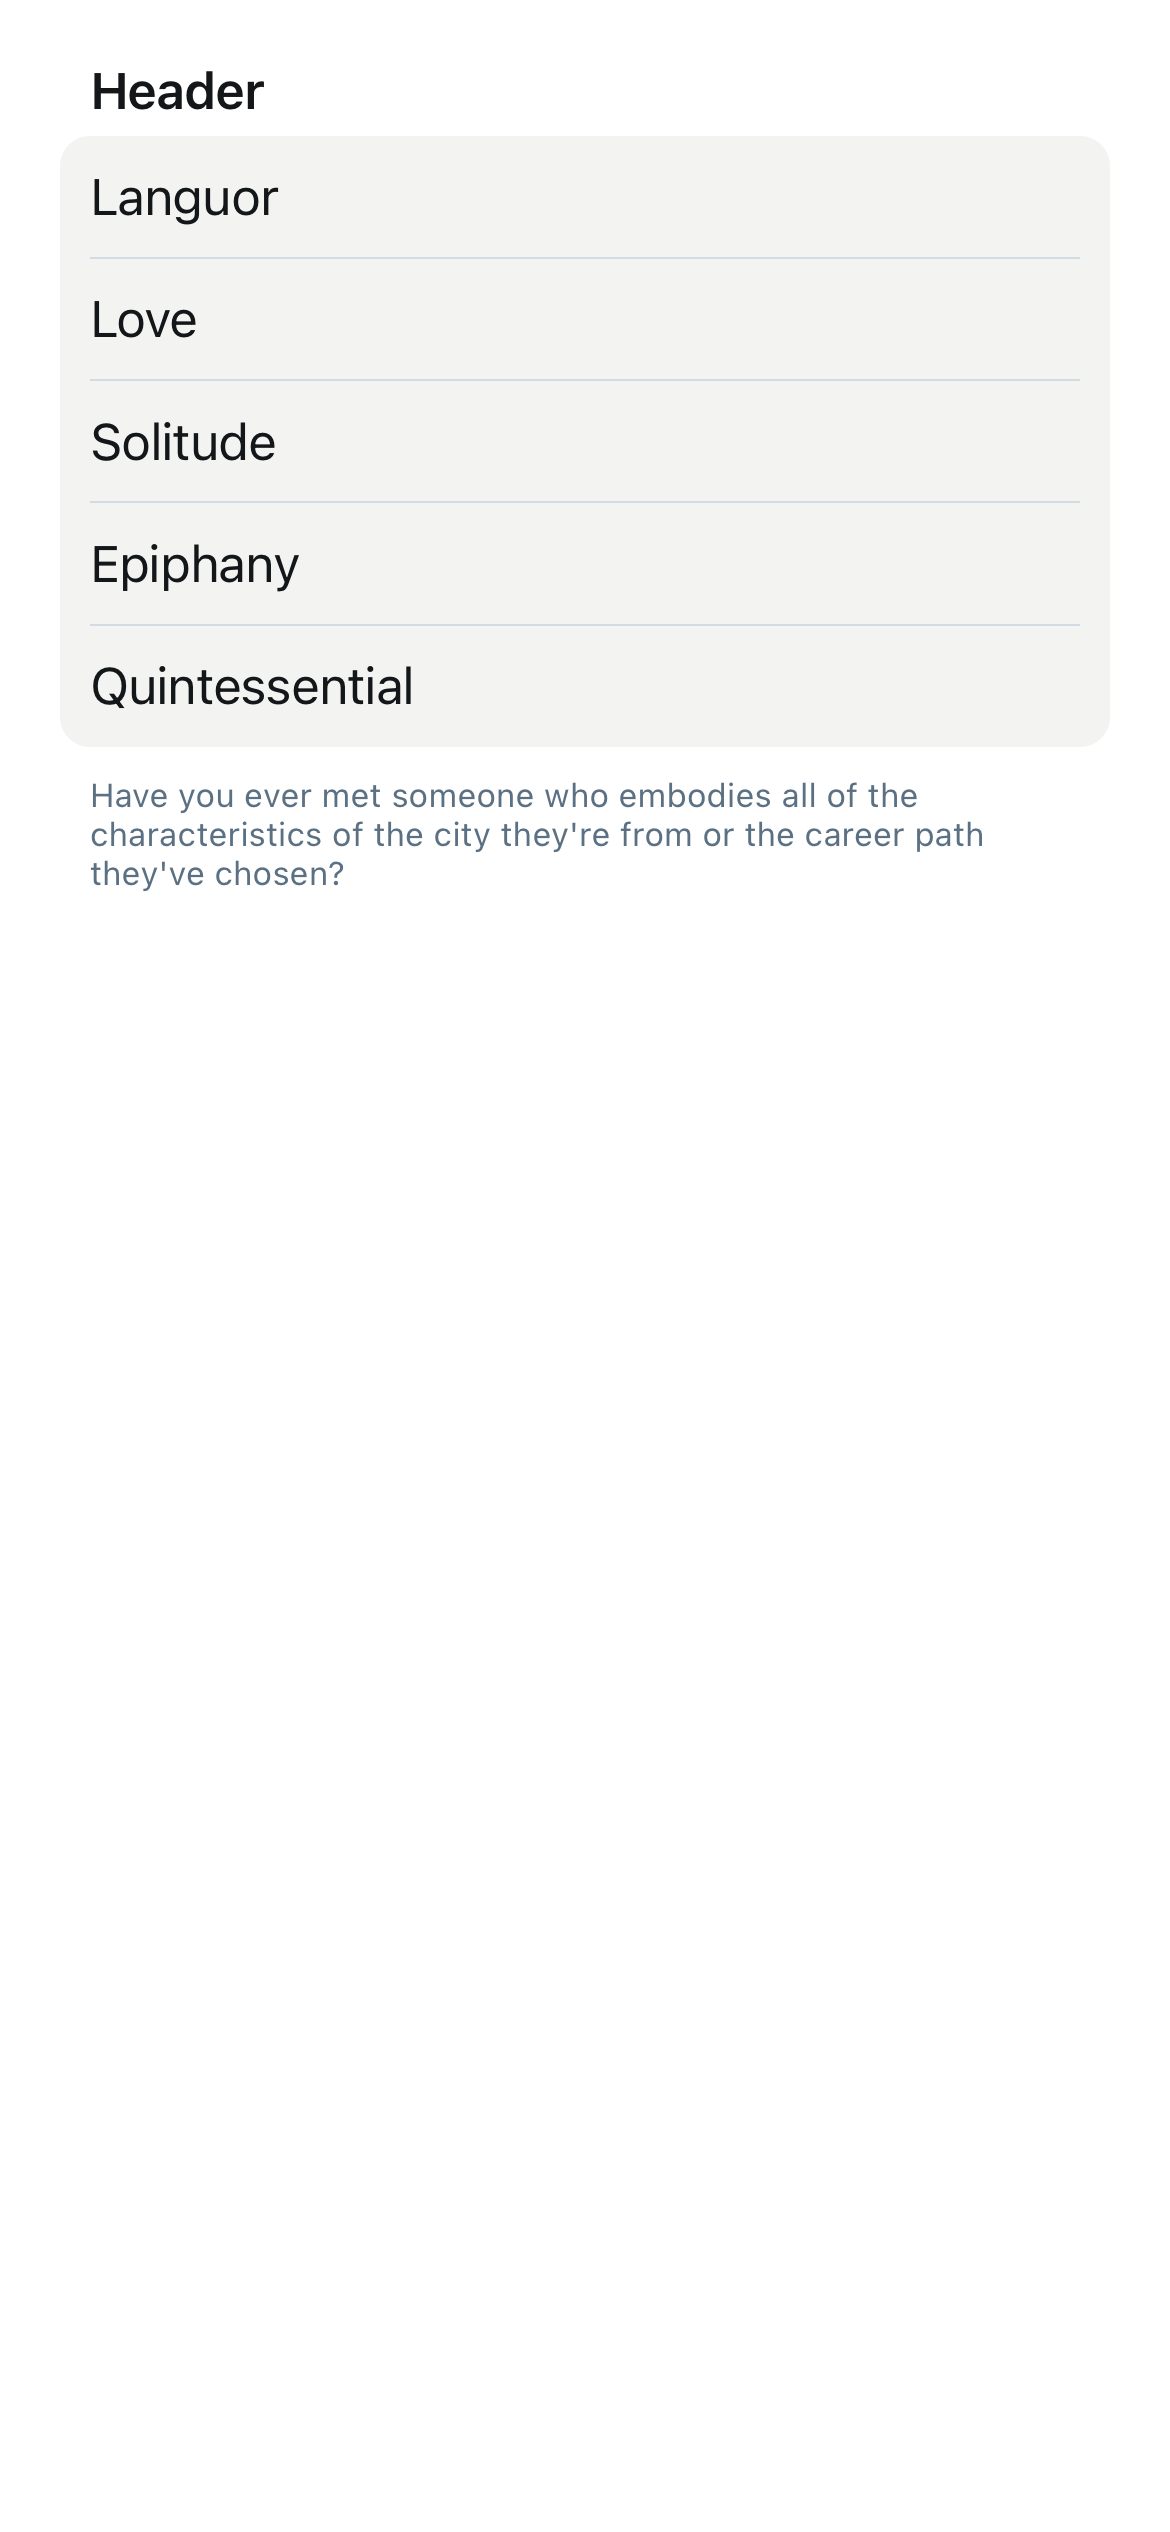 Header
Languor
Love
Solitude
Epiphany
Quintessential
Have you ever met someone who embodies all of the
characteristics of the city they're from or the career path
they've chosen?